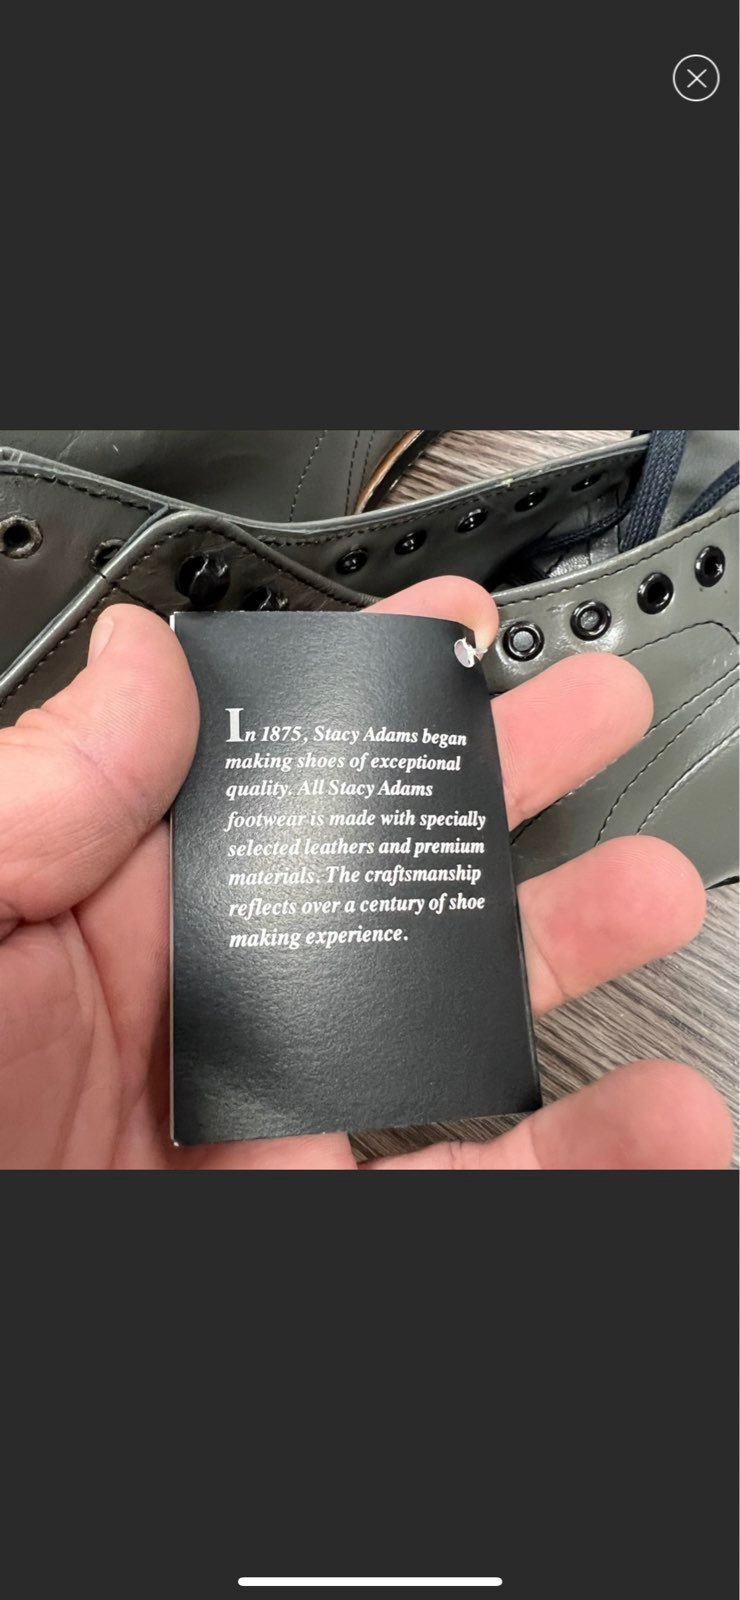 In 1875, Stacy Adams began
making shoes of exceptional
quality. All Stacy Adams
footwear is made with specially
selected leathers and premium
materials. The craftsmanship
reflects over a century of shoe
making experience.